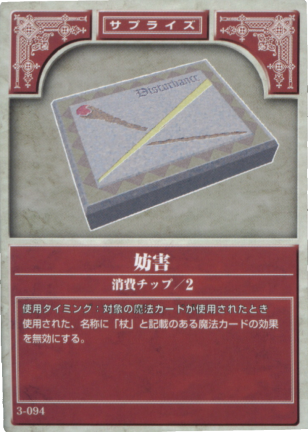 サプライズ
Discordance
妨害
消費チップ／2
使用タイミング：対象の魔法カードが使用されたとき
使用された、名称に「杖」と記載のある魔法カードの効果
を無効にする。
3-094